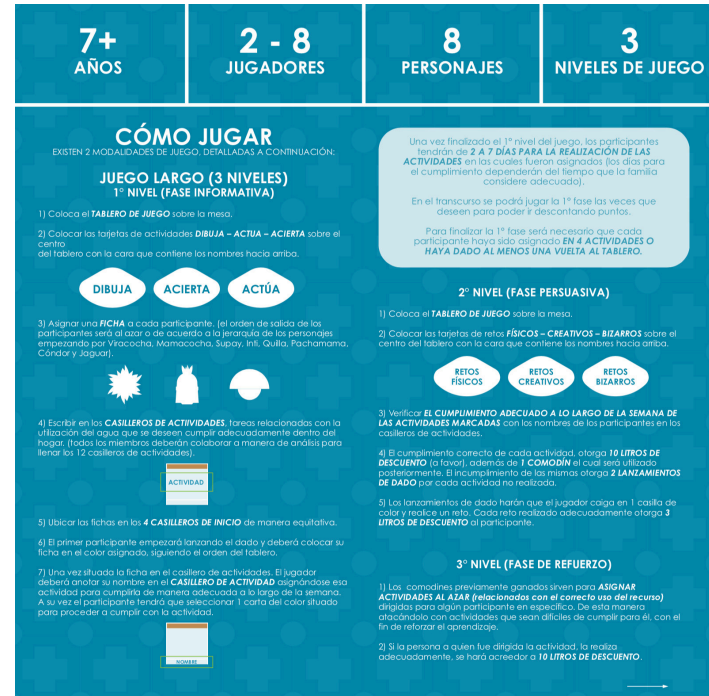 7+
AÑOS
2 - 8
JUGADORES
8
PERSONAJES
3
NIVELES DE JUEGO
CÓMO JUGAR
EXISTEN 2 MODALIDADES DE JUEGO, DETALLADAS A CONTINUACIÓN:
JUEGO LARGO (3 NIVELES)
1° NIVEL (FASE INFORMATIVA)
1) Coloca el TABLERO DE JUEGO sobre la mesa.
2) Colocar las tarjetas de actividades DIBUJA – ACTUA – ACIERTA sobre el
centro
del tablero con la cara que contiene los nombres hacia arriba.
DIBUJA
ACIERTA
ACTÚA
3) Asignar una FICHA a cada participante. (el orden de salida de los
participantes será al azar o de acuerdo a la jerarquía de los personajes
empezando por Viracocha, Mamacocha, Supay, Inti, Quilla, Pachamama,
Cóndor y Jaguar).
4) Escribir en los CASILLEROS DE ACTIIVIDADES, tareas relacionadas con la
utilización del agua que se deseen cumplir adecuadamente dentro del
hogar. (todos los miembros deberán colaborar a manera de análisis para
llenar los 12 casilleros de actividades).
ACTIVIDAD
5) Ubicar las fichas en los 4 CASILLEROS DE INICIO de manera equitativa.
6) El primer participante empezará lanzando el dado y deberá colocar su
ficha en el color asignado, siguiendo el orden del tablero.
7) Una vez situada la ficha en el casillero de actividades. El jugador
deberá anotar su nombre en el CASILLERO DE ACTIVIDAD asignándose esa
actividad para cumplirla de manera adecuada a lo largo de la semana.
A su vez el participante tendrá que seleccionar 1 carta del color situado
para proceder a cumplir con la actividad.
NOMBRE
Una vez finalizado el 1° nivel del juego, los participantes
tendrán de 2 A 7 DÍAS PARA LA REALIZACIÓN DE LAS
ACTIVIDADES en las cuales fueron asignados (los días para
el cumplimiento dependerán del tiempo que la familia
considere adecuado).
En el transcurso se podrá jugar la 1° fase las veces que
deseen para poder ir descontando puntos.
Para finalizar la 1° fase será necesario que cada
participante haya sido asignado EN 4 ACTIVIDADES O
HAYA DADO AL MENOS UNA VUELTA AL TABLERO.
2° NIVEL (FASE PERSUASIVA)
1) Coloca el TABLERO DE JUEGO sobre la mesa.
2) Colocar las tarjetas de retos FÍSICOS – CREATIVOS – BIZARROS sobre el
centro del tablero con la cara que contiene los nombres hacia arriba.
RETOS
FÍSICOS
RETOS
CREATIVOS
RETOS
BIZARROS
3) Verificar EL CUMPLIMIENTO ADECUADO A LO LARGO DE LA SEMANA DE
LAS ACTIVIDADES MARCADAS con los nombres de los participantes en los
casilleros de actividades.
4) El cumplimiento correcto de cada actividad, otorga 10 LITROS DE
DESCUENTO (a favor), además de 1 COMODÍN el cual será utilizado
posteriormente. El incumplimiento de las mismas otorga 2 LANZAMIENTOS
DE DADO por cada actividad no realizada.
5) Los lanzamientos de dado harán que el jugador caiga en 1 casilla de
color y realice un reto. Cada reto realizado adecuadamente otorga 3
LITROS DE DESCUENTO al participante.
3° NIVEL (FASE DE REFUERZO)
1) Los comodines previamente ganados sirven para ASIGNAR
ACTIVIDADES AL AZAR (relacionados con el correcto uso del recurso)
dirigidas para algún participante en específico. De esta manera
atacándolo con actividades que sean difíciles de cumplir para él, con el
fin de reforzar el aprendizaje.
2) Si la persona a quien fue dirigida la actividad, la realiza
adecuadamente, se hará acreedor a 10 LITROS DE DESCUENTO.